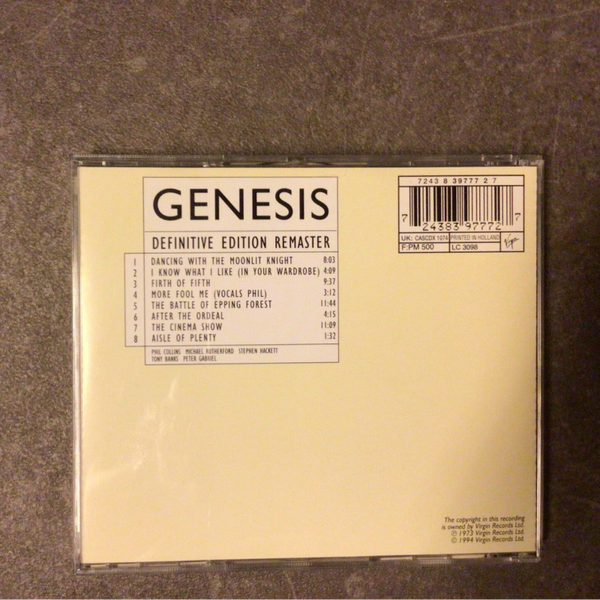 GENESIS
DEFINITIVE EDITION REMASTER
1 DANCING WITH THE MOONLIT KNIGHT 8:03
2 I KNOW WHAT I LIKE (IN YOUR WARDROBE) 4:09
3 FIRTH OF FIFTH 9:37
4 MORE FOOL ME (VOCALS PHIL) 3:12
5 THE BATTLE OF EPPING FOREST 11:44
6 AFTER THE ORDEAL 4:15
7 THE CINEMA SHOW 11:09
8 AISLE OF PLENTY 1:32
PHIL COLLINS MICHAEL RUTHERFORD STEPHEN HACKETT
TONY BANKS PETER GABRIEL
7243 8 39777 2 7
7 24383 97772 7
UK: CASCDX 1074 PRINTED IN HOLLAND
F:PM 500 LC 3098 Virgin
The copyright in this recording
is owned by Virgin Records Ltd.
℗ 1973 Virgin Records Ltd.
© 1994 Virgin Records Ltd.